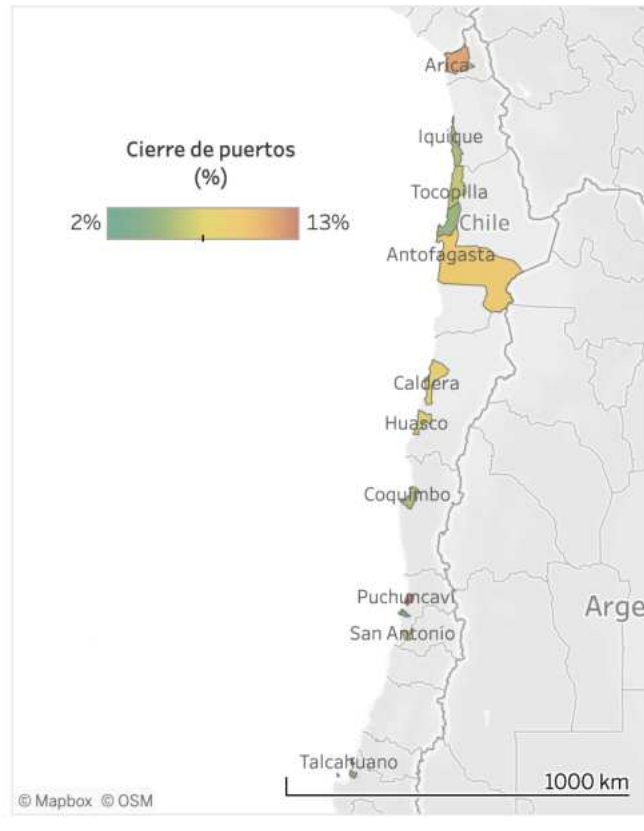 Arica
Iquique
Cierre de puertos
(%)
2%
13%
Tocopilla
Chile
Antofagasta
Caldera
Huasco
Coquimbo
Puchuncaví
Arge
San Antonio
Talcahuano
1000 km
© Mapbox © OSM